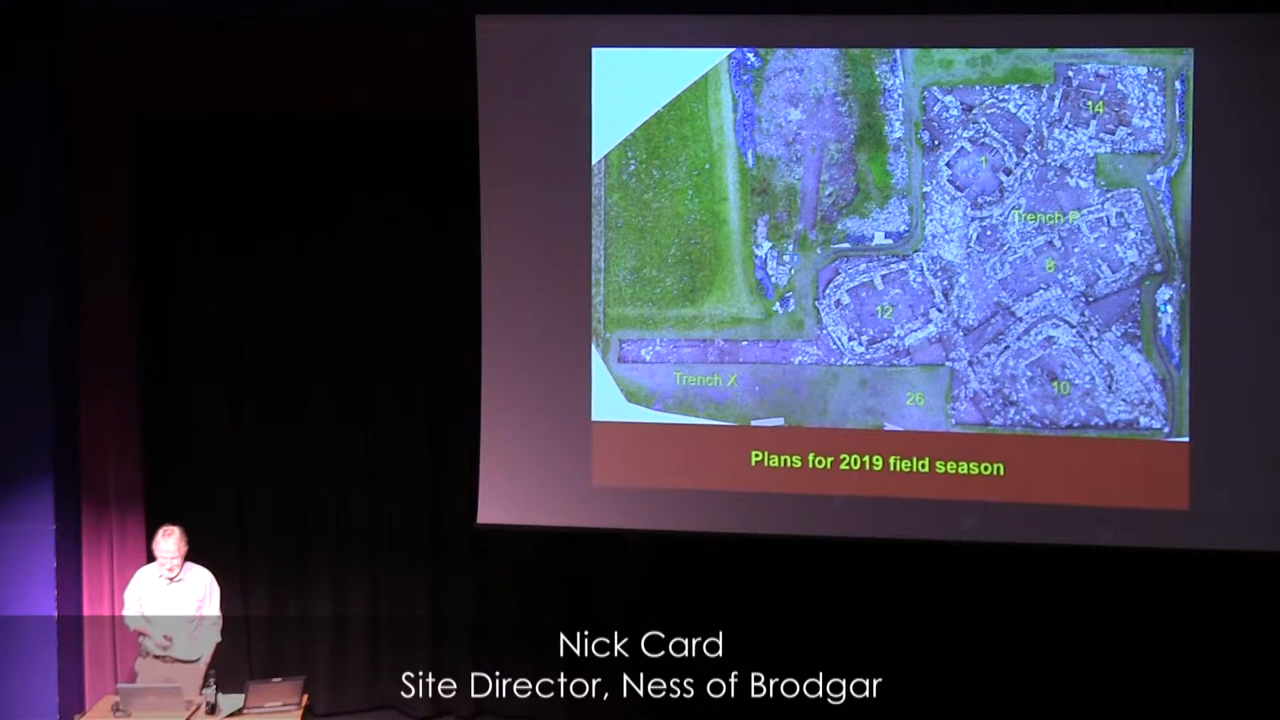 14
1
Trench P
8
12
10
Trench X
26
Plans for 2019 field season
Nick Card
Site Director, Ness of Brodgar